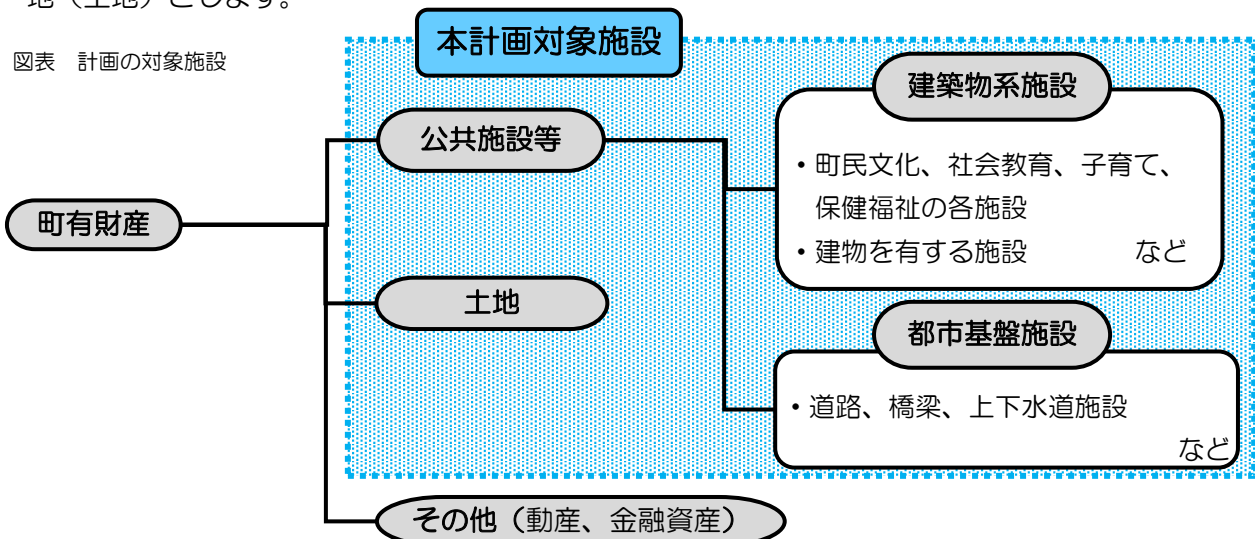 地（土地）とします。
図表　計画の対象施設
本計画対象施設
町有財産
公共施設等
土地
その他（動産、金融資産）
建築物系施設
・町民文化、社会教育、子育て、
保健福祉の各施設
・建物を有する施設　　　　など
都市基盤施設
・道路、橋梁、上下水道施設
など